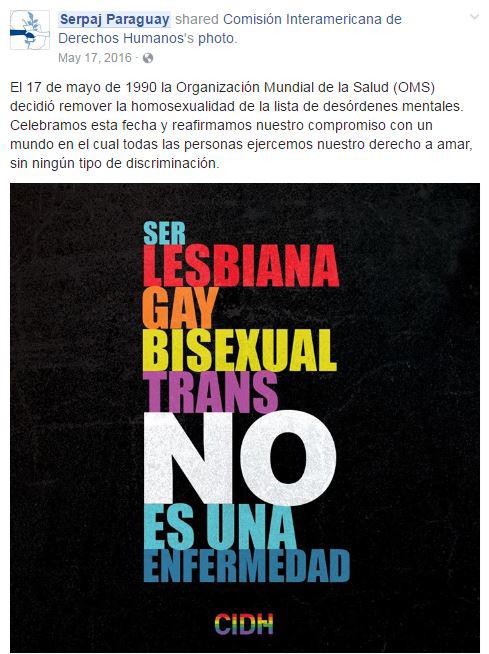 Serpaj Paraguay shared Comisión Interamericana de
Derechos Humanos's photo.
May 17, 2016 ·
El 17 de mayo de 1990 la Organización Mundial de la Salud (OMS)
decidió remover la homosexualidad de la lista de desórdenes mentales.
Celebramos esta fecha y reafirmamos nuestro compromiso con un
mundo en el cual todas las personas ejercemos nuestro derecho a amar,
sin ningún tipo de discriminación.
SER
LESBIANA
GAY
BISEXUAL
TRANS
NO
ES UNA
ENFERMEDAD
CIDH